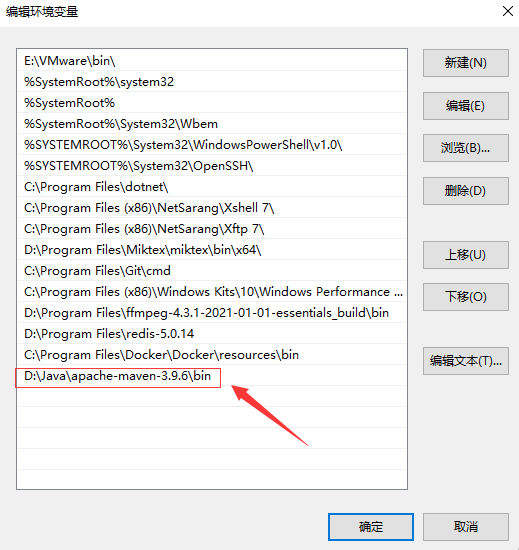 编辑环境变量
E:\VMware\bin\
%SystemRoot%\system32
%SystemRoot%
%SystemRoot%\System32\Wbem
%SYSTEMROOT%\System32\WindowsPowerShell\v1.0\
%SYSTEMROOT%\System32\OpenSSH\
C:\Program Files\dotnet\
C:\Program Files (x86)\NetSarang\Xshell 7\
C:\Program Files (x86)\NetSarang\Xftp 7\
D:\Program Files\Miktex\miktex\bin\x64\
C:\Program Files\Git\cmd
C:\Program Files (x86)\Windows Kits\10\Windows Performance ...
D:\Program Files\ffmpeg-4.3.1-2021-01-01-essentials_build\bin
D:\Program Files\redis-5.0.14
C:\Program Files\Docker\Docker\resources\bin
D:\Java\apache-maven-3.9.6\bin
新建(N)
编辑(E)
浏览(B)...
删除(D)
上移(U)
下移(O)
编辑文本(T)...
确定
取消